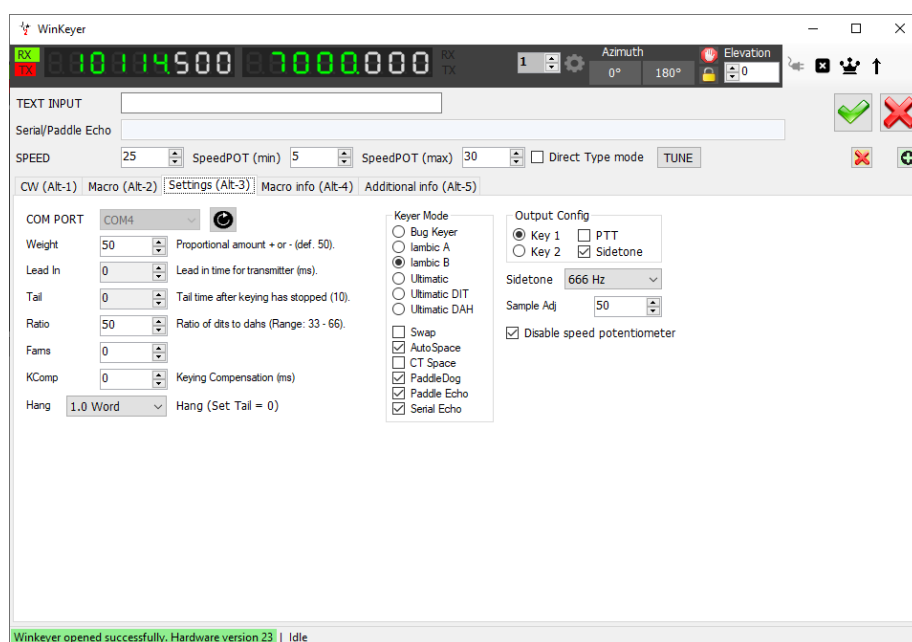 WinKeyer
RX 10114.500 7000.000 RX 1 Azimuth Elevation
TX TX 0° 180° 0
TEXT INPUT
Serial/Paddle Echo
SPEED 25 SpeedPOT (min) 5 SpeedPOT (max) 30 Direct Type mode TUNE
CW (Alt-1) Macro (Alt-2) Settings (Alt-3) Macro info (Alt-4) Additional info (Alt-5)
COM PORT COM4
Weight 50 Proportional amount + or - (def. 50).
Lead In 0 Lead in time for transmitter (ms).
Tail 0 Tail time after keying has stopped (10).
Ratio 50 Ratio of dits to dahs (Range: 33 - 66).
Farns 0
KComp 0 Keying Compensation (ms)
Hang 1.0 Word Hang (Set Tail = 0)
Keyer Mode
Bug Keyer
Iambic A
Iambic B
Ultimatic
Ultimatic DIT
Ultimatic DAH
Swap
AutoSpace
CT Space
PaddleDog
Paddle Echo
Serial Echo
Output Config
Key 1 PTT
Key 2 Sidetone
Sidetone 666 Hz
Sample Adj 50
Disable speed potentiometer
Winkeyer opened successfully. Hardware version 23 | Idle